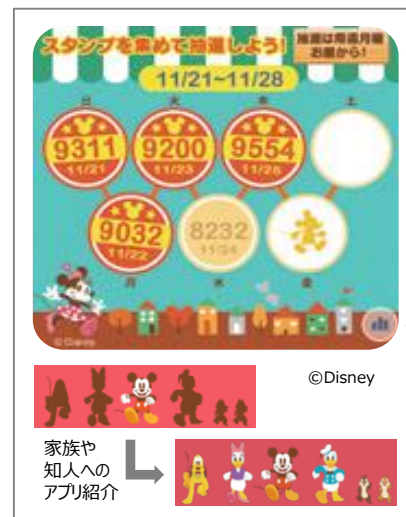 スタンプを集めて抽選しよう!
抽選は毎週月曜
お昼から!
11/21~11/28
日
火
木
土
9311
11/21
9200
11/23
9554
11/25
9032
11/22
8232
11/24
月
水
金
©Disney
©Disney
家族や
知人への
アプリ紹介